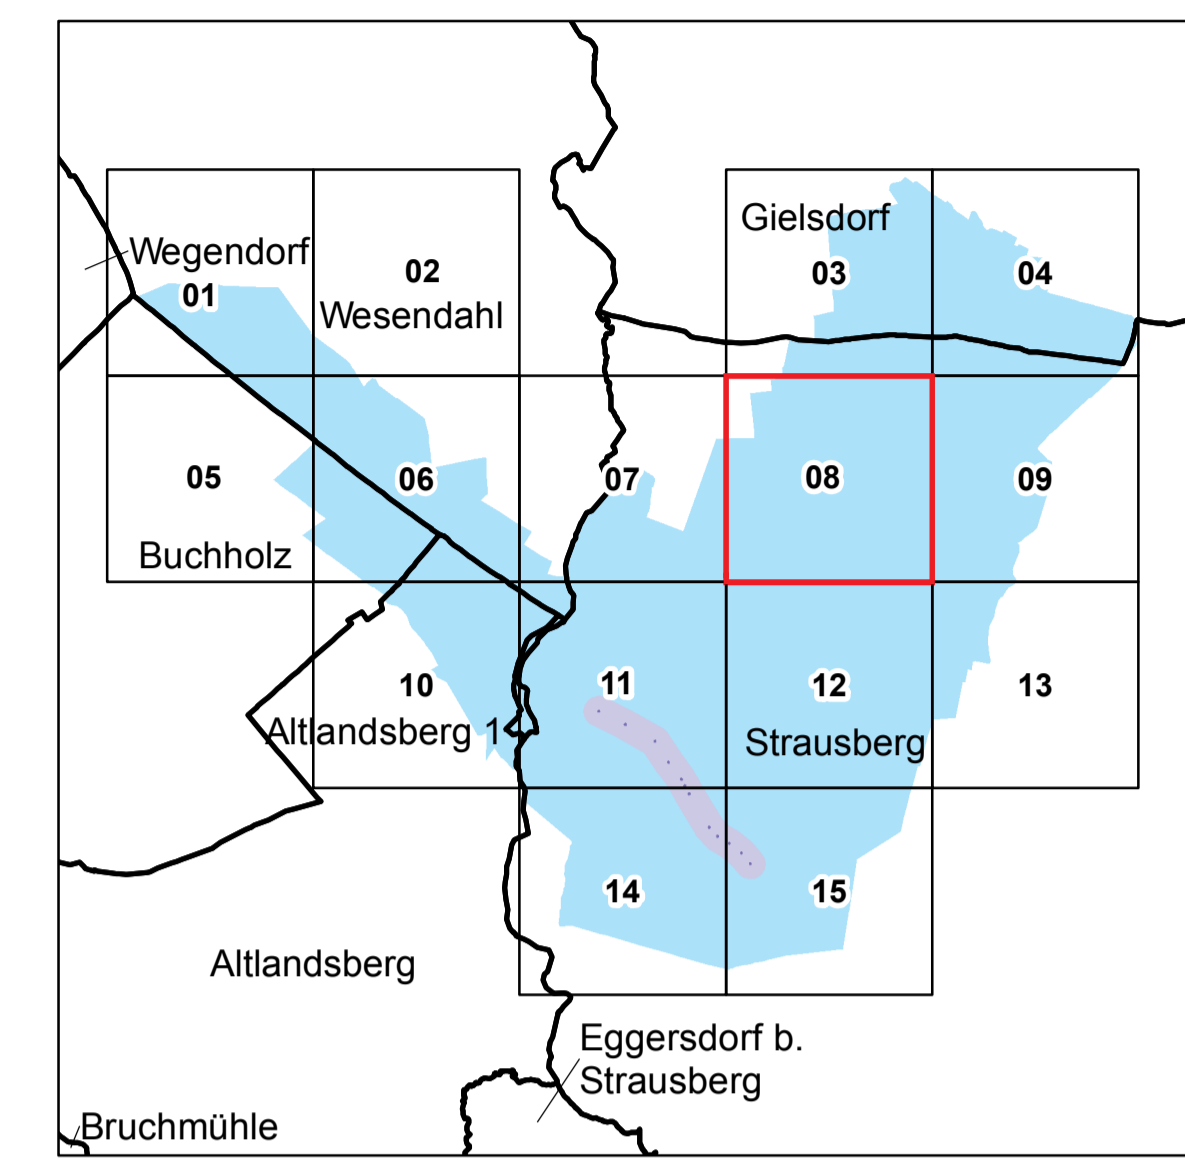 Gielsdorf
Wegendorf
01
02
03
04
Wesendahl
05
06
07
08
09
Buchholz
10
11
12
13
Altlandsberg 1
Strausberg
14
15
Altlandsberg
Eggersdorf b.
Strausberg
Bruchmühle